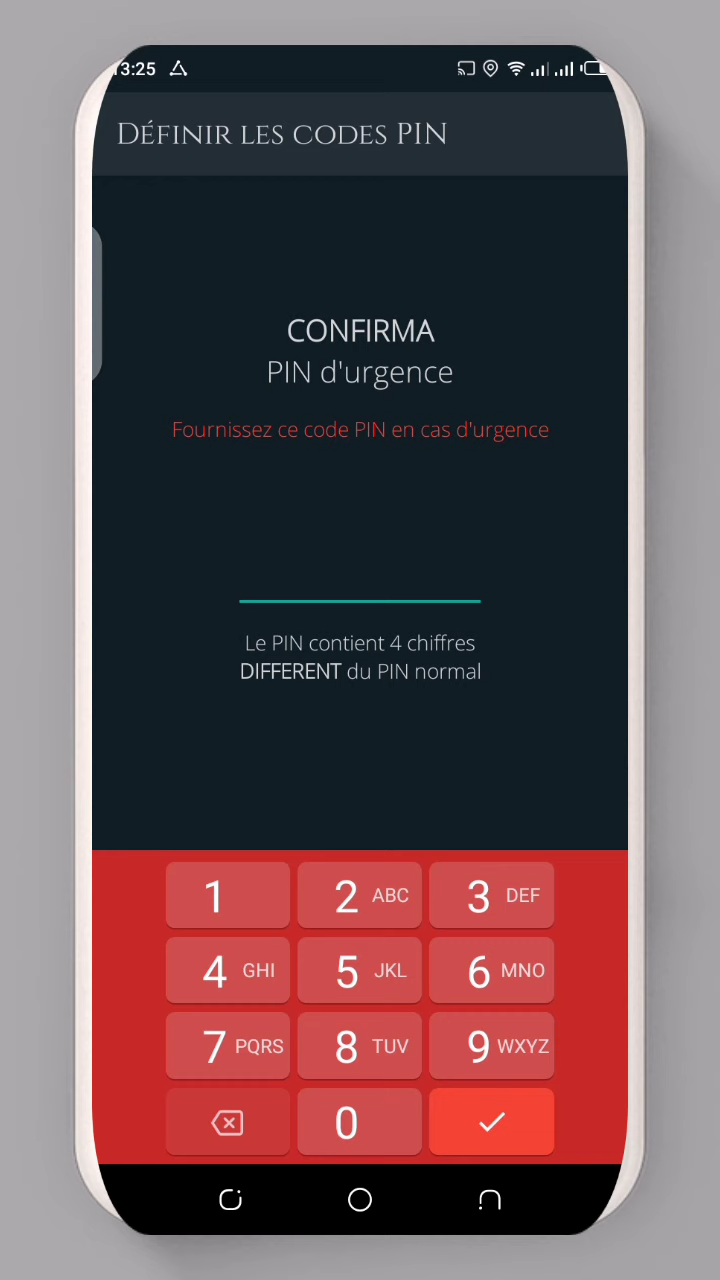 13:25
DÉFINIR LES CODES PIN
CONFIRMA
PIN d'urgence
Fournissez ce code PIN en cas d'urgence
Le PIN contient 4 chiffres
DIFFERENT du PIN normal
1
2 ABC
3 DEF
4 GHI
5 JKL
6 MNO
7 PQRS
8 TUV
9 WXYZ
0